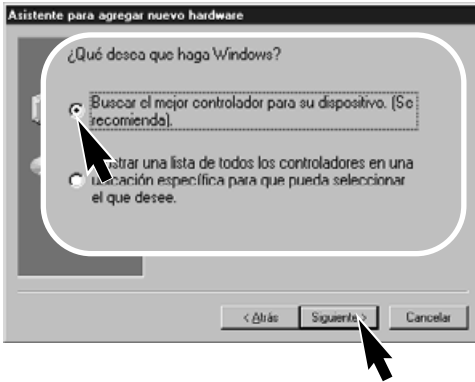 Asistente para agregar nuevo hardware
¿Qué desea que haga Windows?
Buscar el mejor controlador para su dispositivo. (Se
recomienda).
Mostrar una lista de todos los controladores en una
ubicación específica para que pueda seleccionar
el que desee.
< Atrás Siguiente > Cancelar